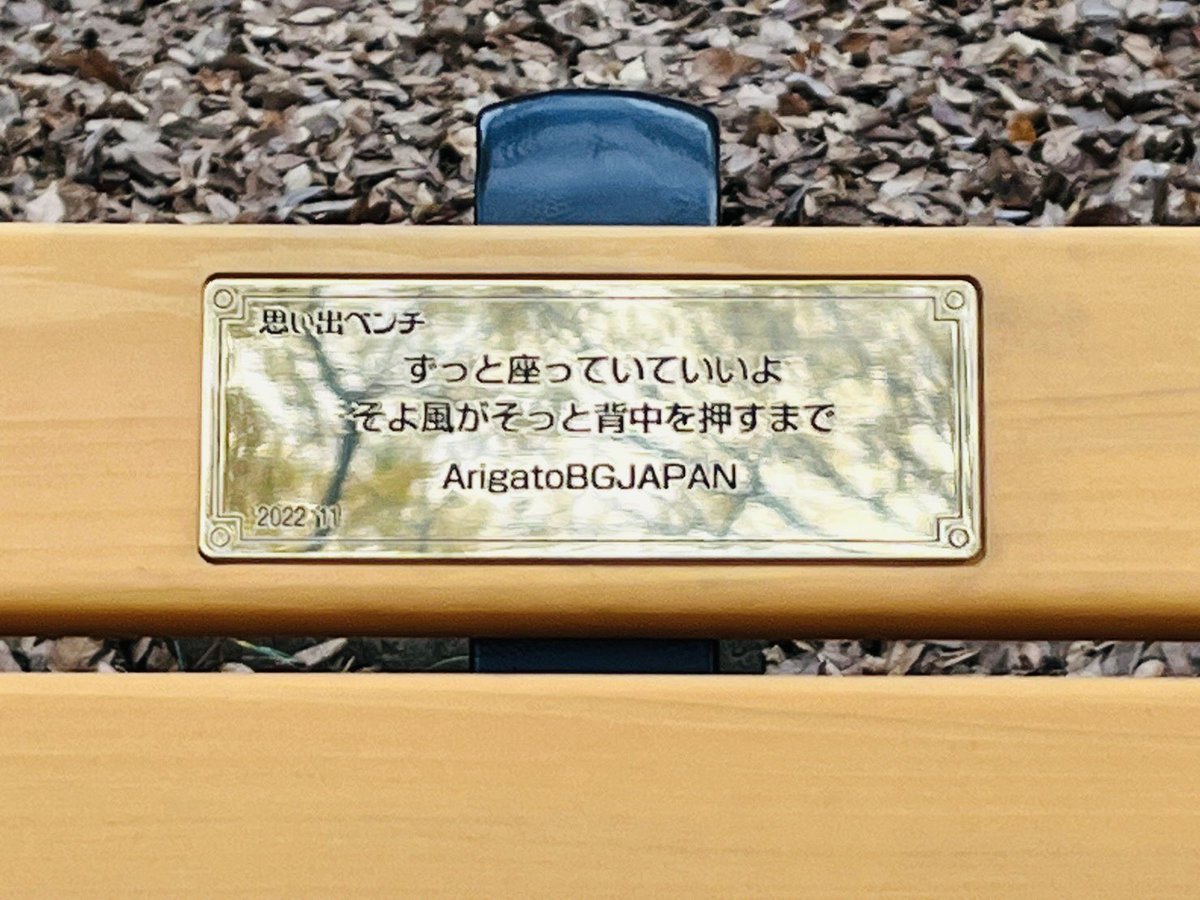 思い出ベンチ
ずっと座っていていいよ
そよ風がそっと背中を押すまで
ArigatoBGJAPAN
2022 11